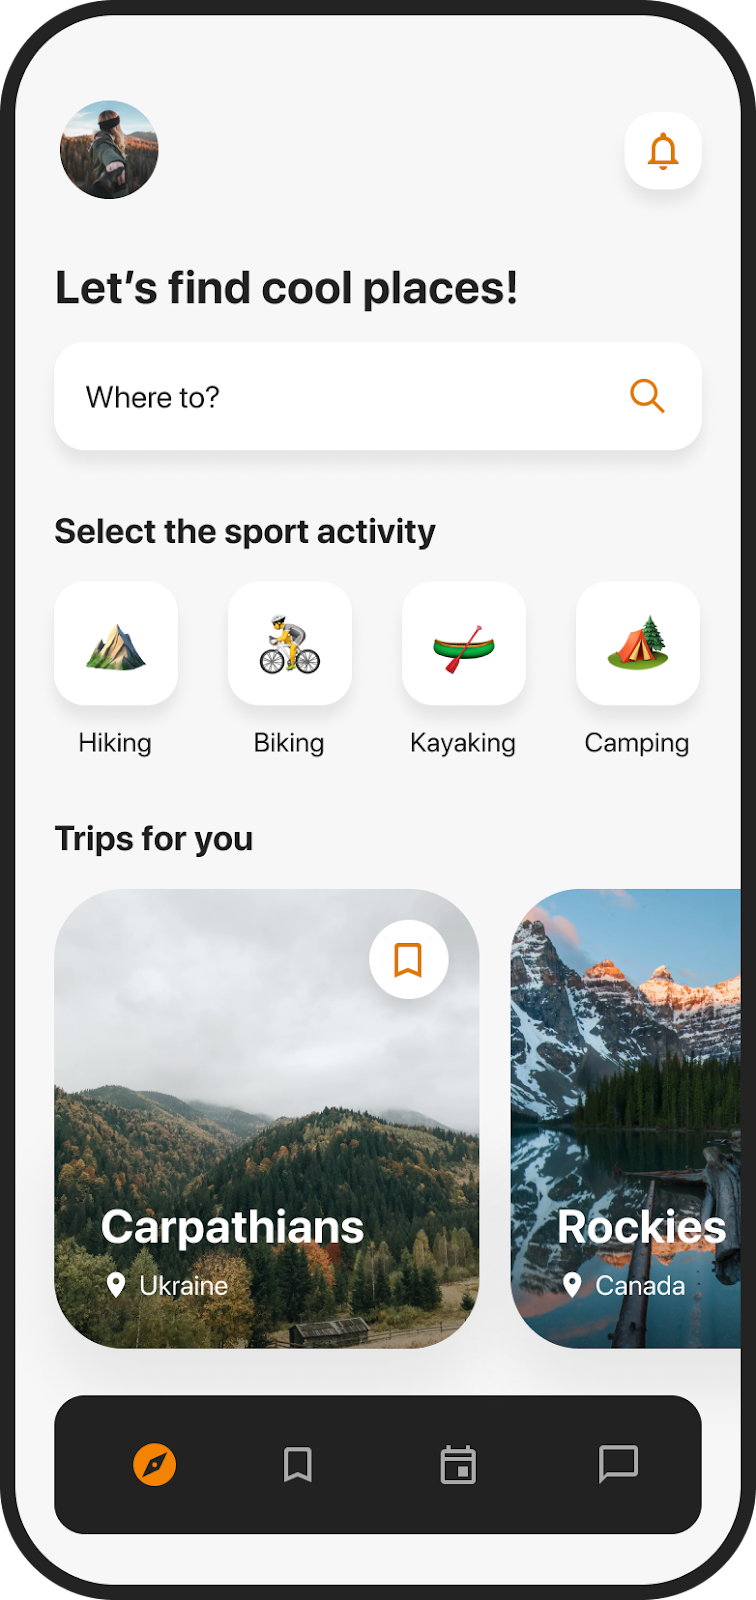 Let's find cool places!
Where to?
Select the sport activity
Hiking
Biking
Kayaking
Camping
Trips for you
Carpathians
Ukraine
Rockies
Canada